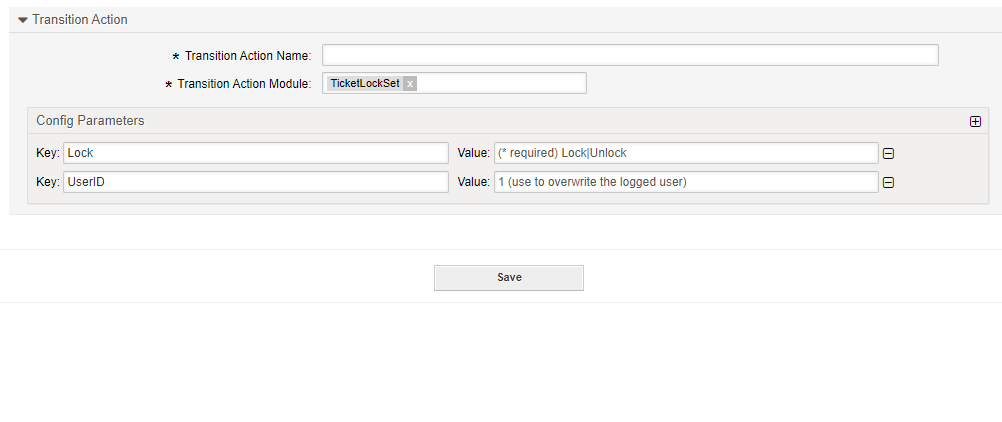 Transition Action
* Transition Action Name:
* Transition Action Module: TicketLockSet x
Config Parameters
Key: Lock Value: (* required) Lock|Unlock
Key: UserID Value: 1 (use to overwrite the logged user)
Save